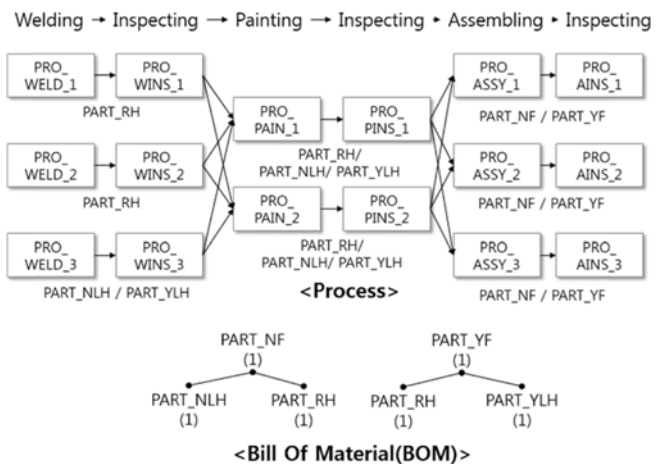 Welding → Inspecting → Painting → Inspecting → Assembling → Inspecting
PRO_
WELD_1
PRO_
WINS_1
PART_RH
PRO_
WELD_2
PRO_
WINS_2
PART_RH
PRO_
WELD_3
PRO_
WINS_3
PART_NLH / PART_YLH
PRO_
PAIN_1
PRO_
PINS_1
PART_RH/
PART_NLH/ PART_YLH
PRO_
PAIN_2
PRO_
PINS_2
PART_RH/
PART_NLH/ PART_YLH
PRO_
ASSY_1
PRO_
AINS_1
PART_NF / PART_YF
PRO_
ASSY_2
PRO_
AINS_2
PART_NF / PART_YF
PRO_
ASSY_3
PRO_
AINS_3
PART_NF / PART_YF
<Process>
PART_NF
(1)
PART_NLH
(1)
PART_RH
(1)
PART_YF
(1)
PART_RH
(1)
PART_YLH
(1)
<Bill Of Material(BOM)>